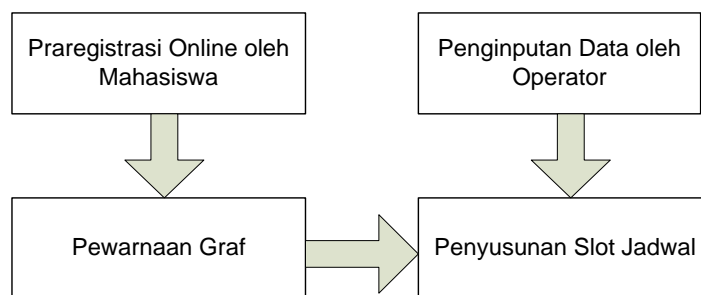 Praregistrasi Online oleh
Mahasiswa
Penginputan Data oleh
Operator
Pewarnaan Graf
Penyusunan Slot Jadwal